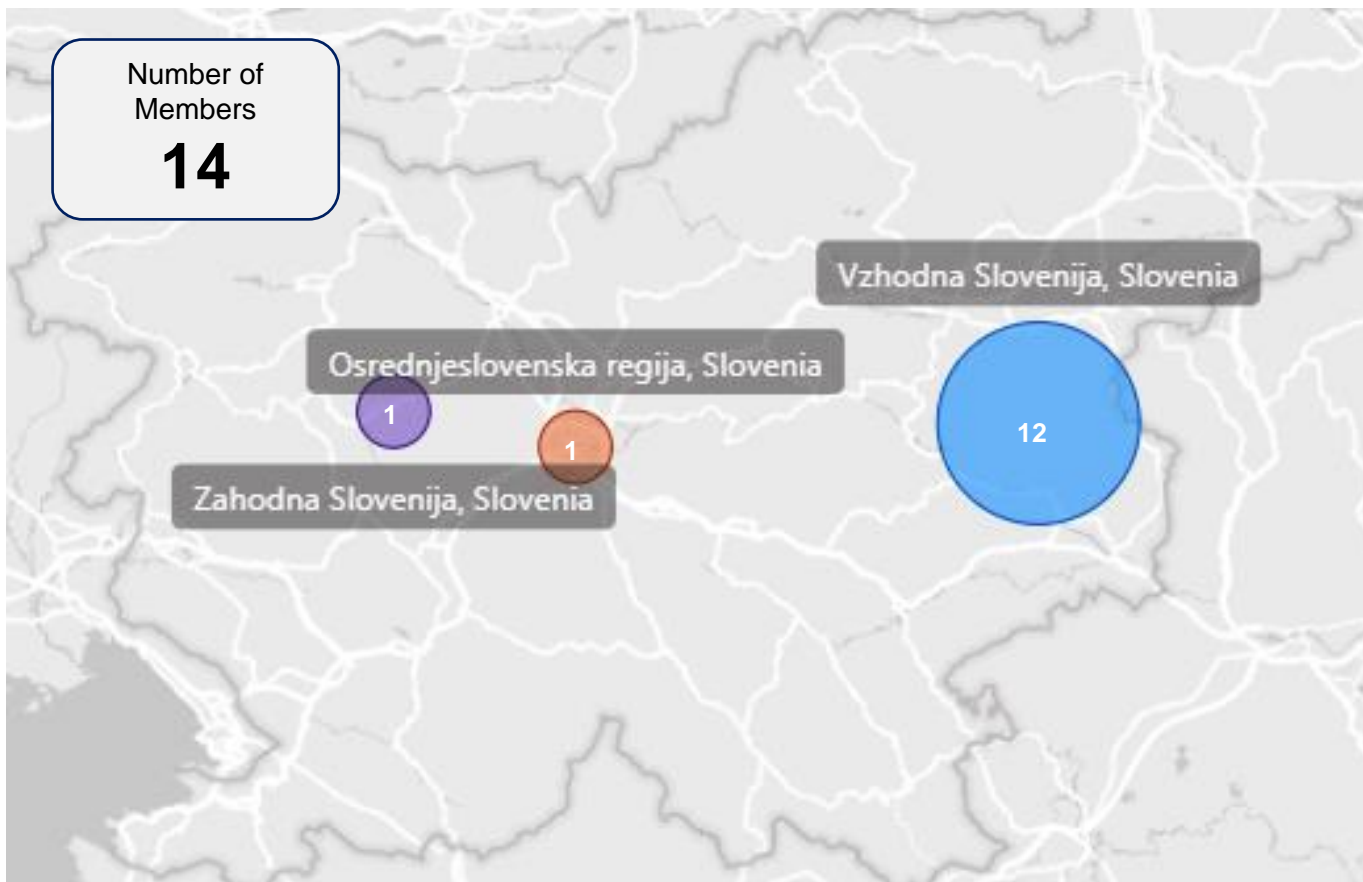 Number of
Members
14
Vzhodna Slovenija, Slovenia
Osrednjeslovenska regija, Slovenia
1
12
1
Zahodna Slovenija, Slovenia